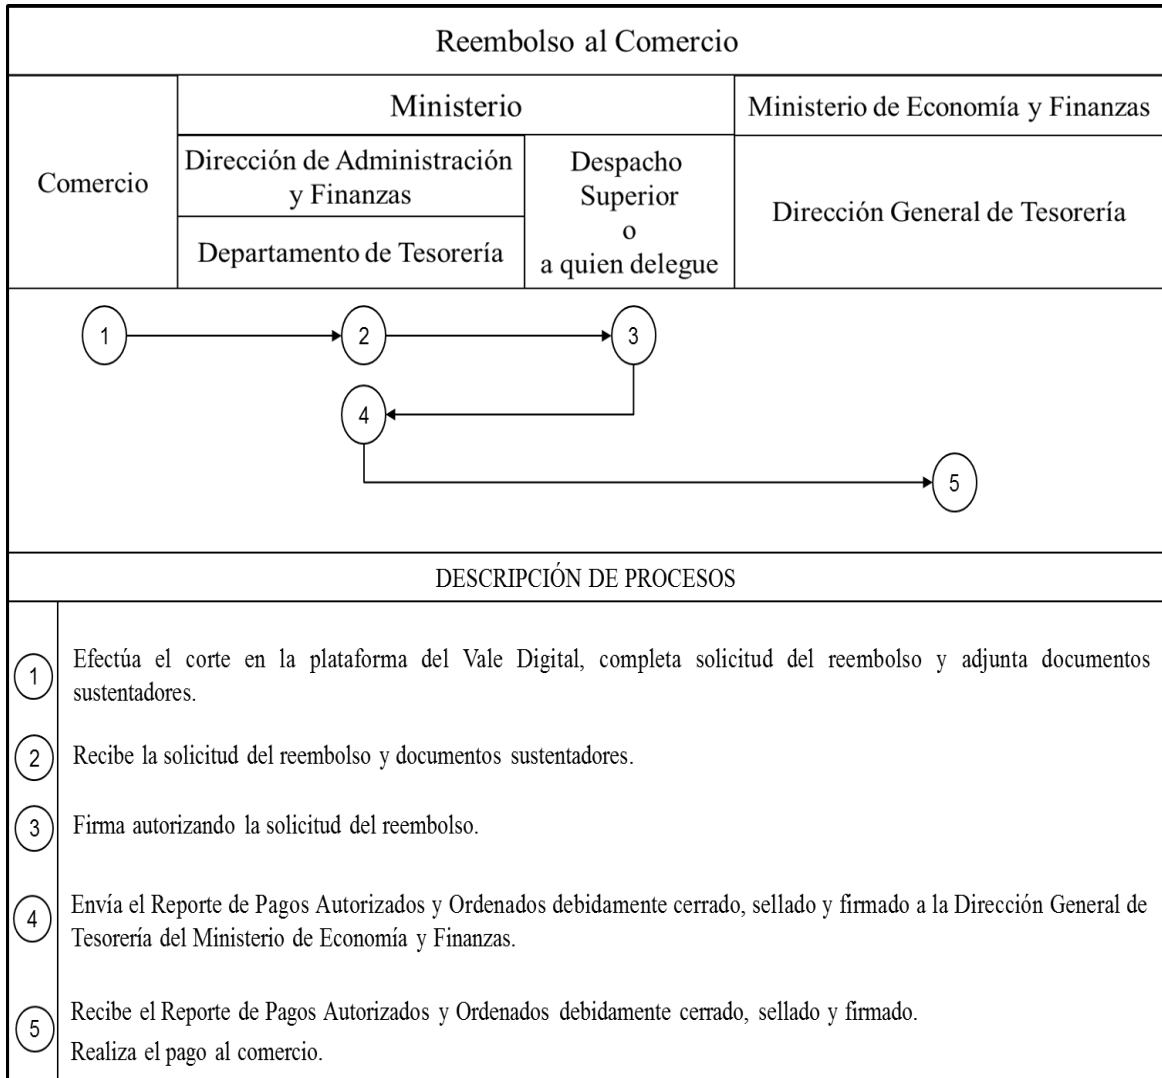 Reembolso al Comercio
Comercio
Ministerio
Ministerio de Economía y Finanzas
Dirección de Administración
y Finanzas
Departamento de Tesorería
Despacho
Superior
o
a quien delegue
Dirección General de Tesorería
1
2
3
4
5
DESCRIPCIÓN DE PROCESOS
1
Efectúa el corte en la plataforma del Vale Digital, completa solicitud del reembolso y adjunta documentos
sustentadores.
2
Recibe la solicitud del reembolso y documentos sustentadores.
3
Firma autorizando la solicitud del reembolso.
4
Envía el Reporte de Pagos Autorizados y Ordenados debidamente cerrado, sellado y firmado a la Dirección General de
Tesorería del Ministerio de Economía y Finanzas.
5
Recibe el Reporte de Pagos Autorizados y Ordenados debidamente cerrado, sellado y firmado.
Realiza el pago al comercio.